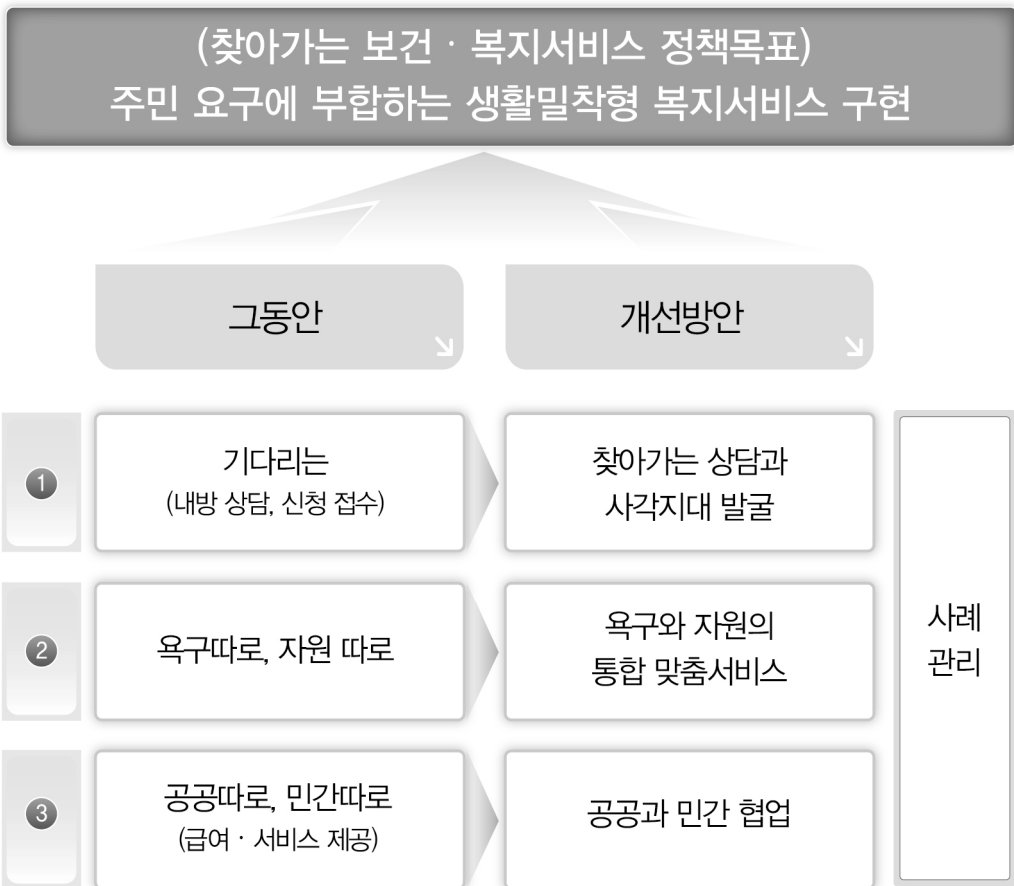 (찾아가는 보건 · 복지서비스 정책목표)
주민 요구에 부합하는 생활밀착형 복지서비스 구현
그동안
개선방안
1
기다리는
(내방 상담, 신청 접수)
찾아가는 상담과
사각지대 발굴
2
욕구따로, 자원 따로
욕구와 자원의
통합 맞춤서비스
3
공공따로, 민간따로
(급여 · 서비스 제공)
공공과 민간 협업
사례
관리